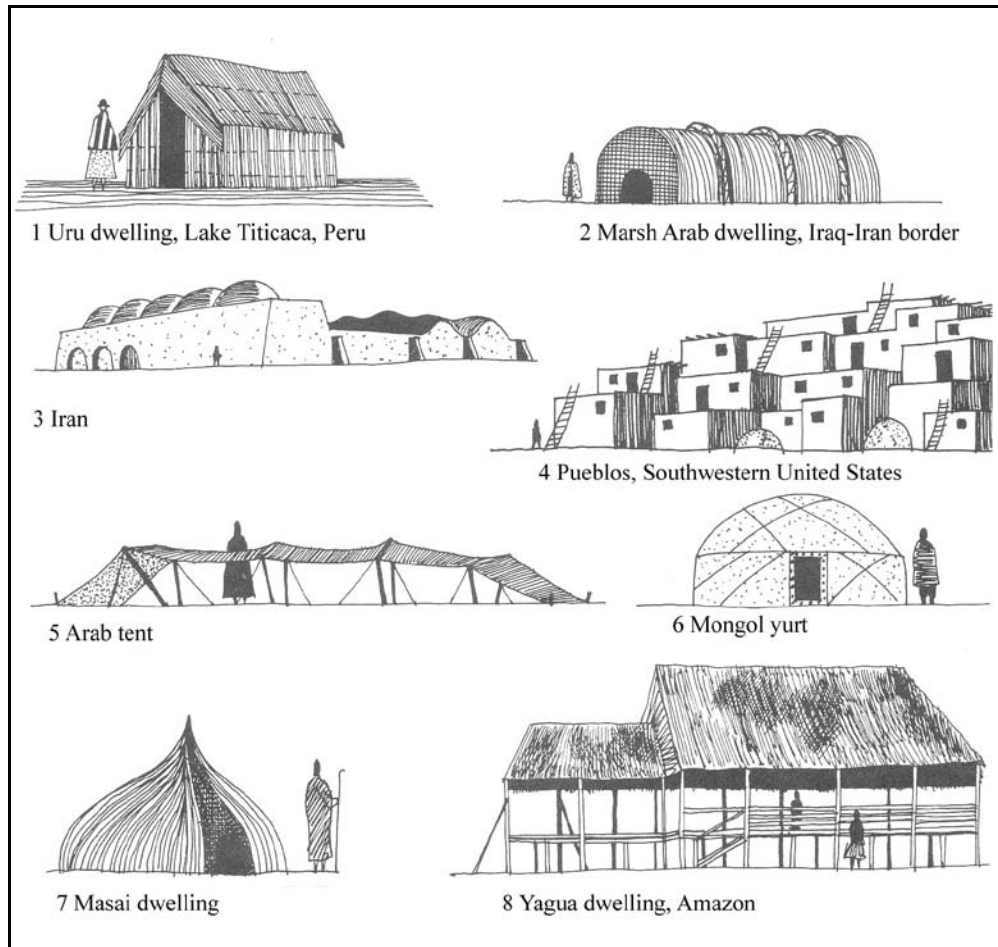 1 Uru dwelling, Lake Titicaca, Peru
2 Marsh Arab dwelling, Iraq-Iran border
3 Iran
4 Pueblos, Southwestern United States
5 Arab tent
6 Mongol yurt
7 Masai dwelling
8 Yagua dwelling, Amazon